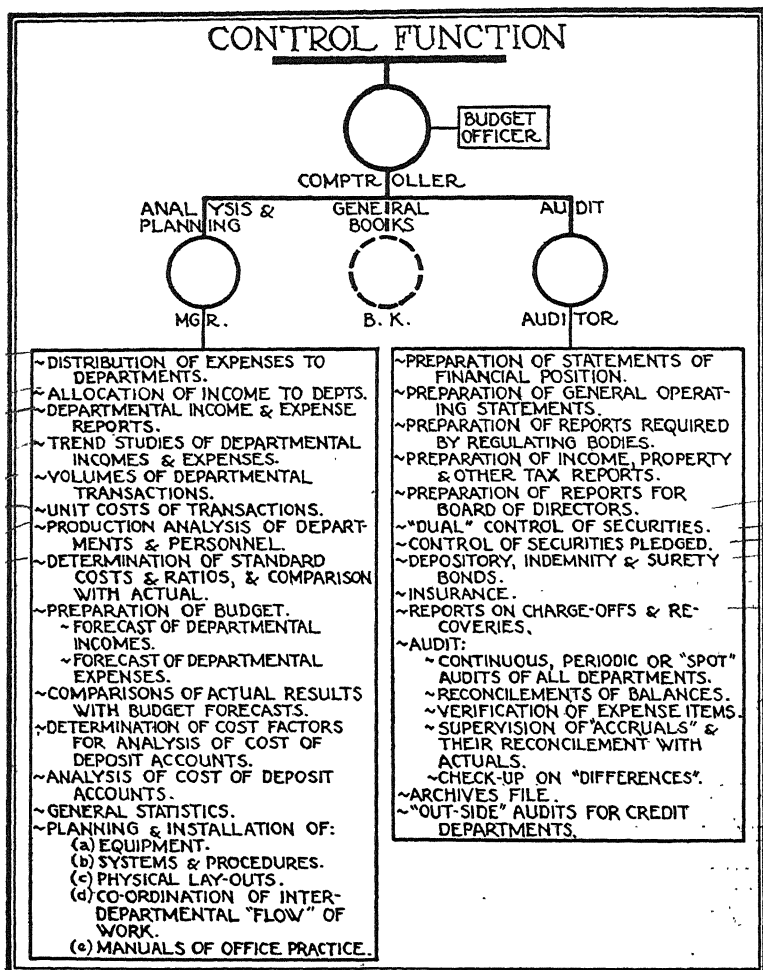 CONTROL FUNCTION
BUDGET
OFFICER
COMPTROLLER
ANALYSIS &
PLANNING
GENERAL
BOOKS
AUDIT
MGR.
B. K.
AUDITOR
~DISTRIBUTION OF EXPENSES TO
DEPARTMENTS.
~ALLOCATION OF INCOME TO DEPTS.
~DEPARTMENTAL INCOME & EXPENSE
REPORTS.
~TREND STUDIES OF DEPARTMENTAL
INCOMES & EXPENSES.
~VOLUMES OF DEPARTMENTAL
TRANSACTIONS.
~UNIT COSTS OF TRANSACTIONS.
~PRODUCTION ANALYSIS OF DEPART-
MENTS & PERSONNEL.
~DETERMINATION OF STANDARD
COSTS & RATIOS, & COMPARISON
WITH ACTUAL.
~PREPARATION OF BUDGET.
~FORECAST OF DEPARTMENTAL
INCOMES.
~FORECAST OF DEPARTMENTAL
EXPENSES.
~COMPARISONS OF ACTUAL RESULTS
WITH BUDGET FORECASTS.
~DETERMINATION OF COST FACTORS
FOR ANALYSIS OF COST OF
DEPOSIT ACCOUNTS.
~ANALYSIS OF COST OF DEPOSIT
ACCOUNTS.
~GENERAL STATISTICS.
~PLANNING & INSTALLATION OF:
(a) EQUIPMENT.
(b) SYSTEMS & PROCEDURES.
(c) PHYSICAL LAY-OUTS.
(d) CO-ORDINATION OF INTER-
DEPARTMENTAL "FLOW" OF
WORK.
(e) MANUALS OF OFFICE PRACTICE.
~PREPARATION OF STATEMENTS OF
FINANCIAL POSITION.
~PREPARATION OF GENERAL OPERAT-
ING STATEMENTS.
~PREPARATION OF REPORTS REQUIRED
BY REGULATING BODIES.
~PREPARATION OF INCOME, PROPERTY
& OTHER TAX REPORTS.
~PREPARATION OF REPORTS FOR
BOARD OF DIRECTORS.
~"DUAL" CONTROL OF SECURITIES.
~CONTROL OF SECURITIES PLEDGED.
~DEPOSITORY, INDEMNITY & SURETY
BONDS.
~INSURANCE.
~REPORTS ON CHARGE-OFFS & RE-
COVERIES.
~AUDIT:
~CONTINUOUS, PERIODIC OR "SPOT"
AUDITS OF ALL DEPARTMENTS.
~RECONCILEMENTS OF BALANCES.
~VERIFICATION OF EXPENSE ITEMS.
~SUPERVISION OF "ACCRUALS" &
THEIR RECONCILEMENT WITH
ACTUALS.
~CHECK-UP ON "DIFFERENCES".
~ARCHIVES FILE.
~"OUT-SIDE" AUDITS FOR CREDIT
DEPARTMENTS.